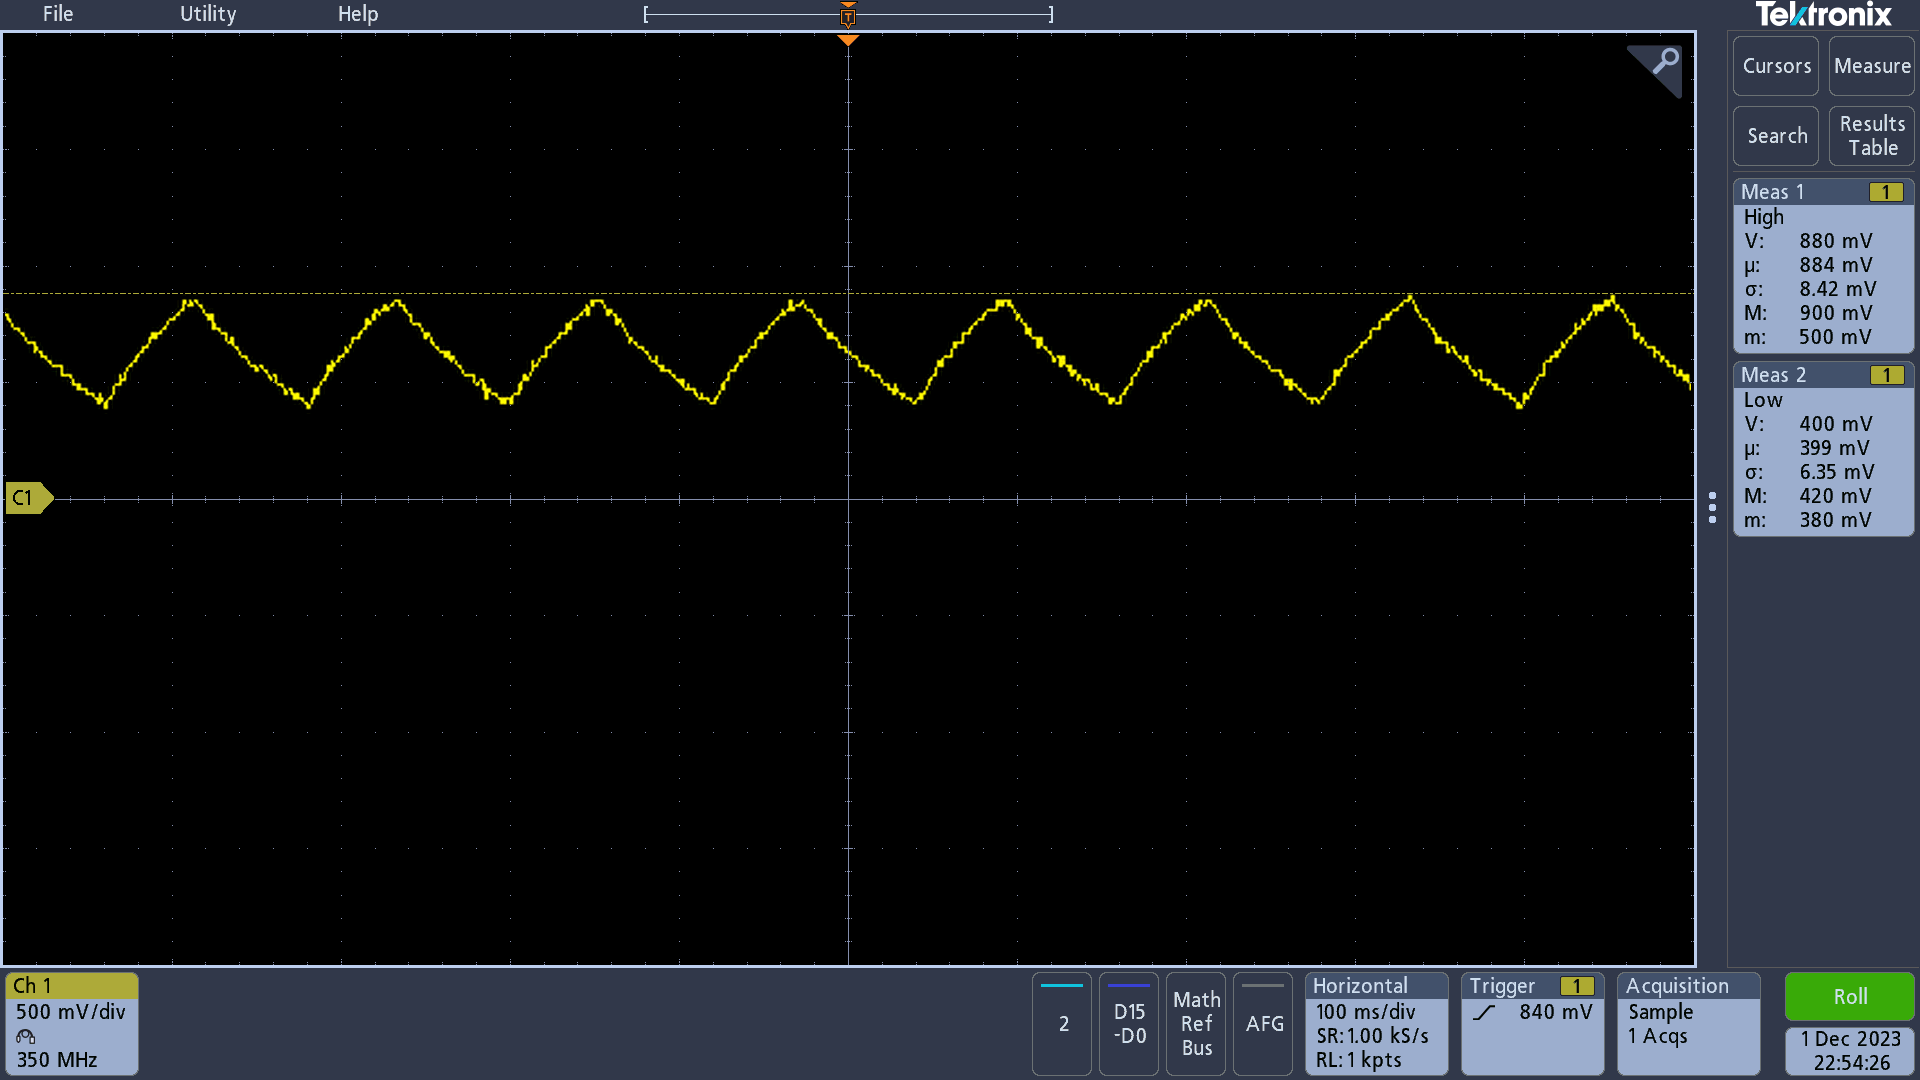 File Utility Help
T
Tektronix
Cursors Measure
Search Results Table
Meas 1 1
High
V: 880 mV
μ: 884 mV
σ: 8.42 mV
M: 900 mV
m: 500 mV
Meas 2 1
Low
V: 400 mV
μ: 399 mV
σ: 6.35 mV
M: 420 mV
m: 380 mV
C1
Ch 1
500 mV/div
350 MHz
2
D15
-D0
Math
Ref
Bus
AFG
Horizontal
100 ms/div
SR: 1.00 kS/s
RL: 1 kpts
Trigger 1
840 mV
Acquisition
Sample
1 Acqs
Roll
1 Dec 2023
22:54:26